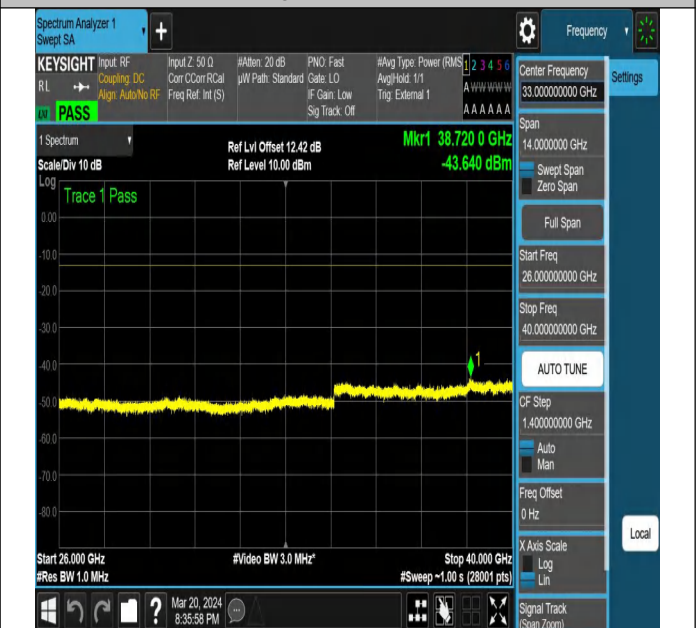 Spectrum Analyzer 1
Swept SA
+
Frequency
KEYSIGHT
RL
PASS
Input: RF
Coupling: DC
Align: Auto/No RF
Input Z: 50 Ω
Corr CCorr RCal
Freq Ref: Int (S)
#Atten: 20 dB
µW Path: Standard
PNO: Fast
Gate: LO
IF Gain: Low
Sig Track: Off
#Avg Type: Power (RMS
Avg|Hold: 1/1
Trig: External 1
1 2 3 4 5 6
A W W W W W
A A A A A A
1 Spectrum
Scale/Div 10 dB
Log
Ref Lvl Offset 12.42 dB
Ref Level 10.00 dBm
Mkr1 38.720 0 GHz
-43.640 dBm
Trace 1 Pass
0.00
-10.0
-20.0
-30.0
-40.0
-50.0
-60.0
-70.0
-80.0
1
Start 26.000 GHz
#Res BW 1.0 MHz
#Video BW 3.0 MHz*
Stop 40.000 GHz
#Sweep ~1.00 s (28001 pts)
?
Mar 20, 2024
8:35:58 PM
Center Frequency
33.000000000 GHz
Settings
Span
14.0000000 GHz
Swept Span
Zero Span
Full Span
Start Freq
26.000000000 GHz
Stop Freq
40.000000000 GHz
AUTO TUNE
CF Step
1.400000000 GHz
Auto
Man
Freq Offset
0 Hz
Local
X Axis Scale
Log
Lin
Signal Track
(Span Zoom)